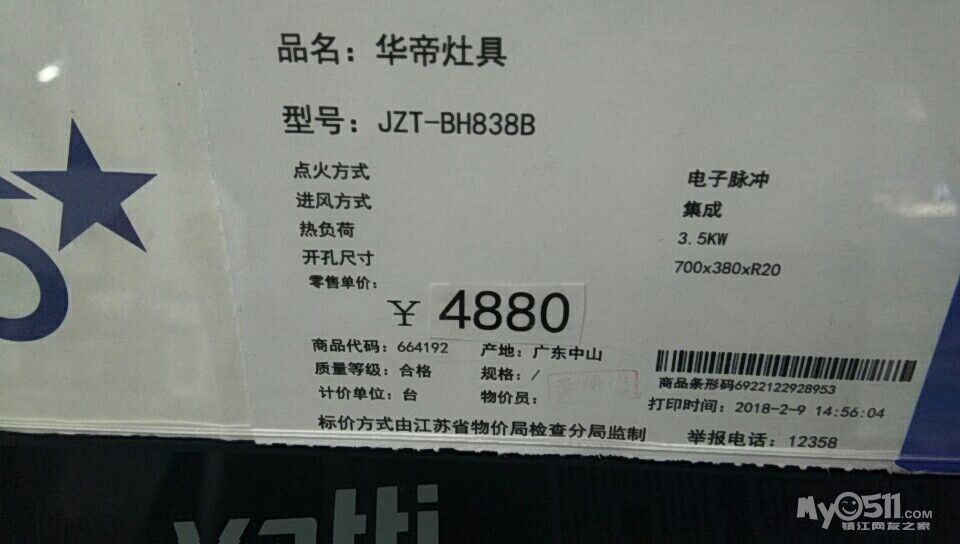 品名：华帝灶具
型号：JZT-BH838B
点火方式 电子脉冲
进风方式 集成
热负荷 3.5KW
开孔尺寸 700x380xR20
零售单价：
¥ 4880
商品代码：664192 产地：广东中山
质量等级：合格 规格：/
商品条形码6922122928953
计价单位：台 物价员：
打印时间：2018-2-9 14:56:04
标价方式由江苏省物价局检查分局监制 举报电话：12358
vatti
My0511.COM
镇江网友之家